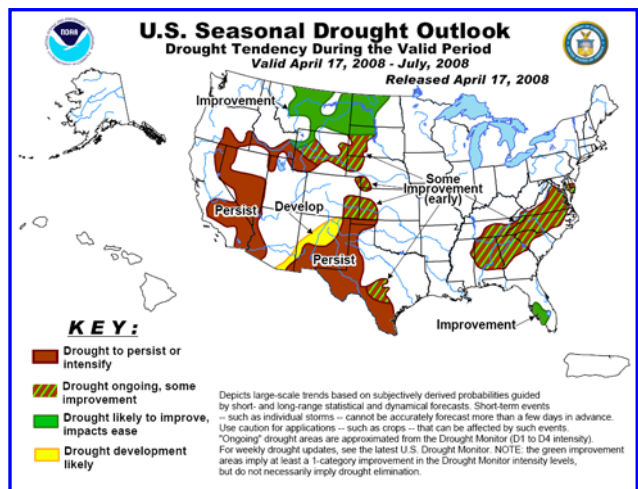 U.S. Seasonal Drought Outlook
Drought Tendency During the Valid Period
Valid April 17, 2008 - July, 2008
Released April 17, 2008
NOAA
Improvement
Some
Improvement
(early)
Develop
Persist
Persist
Improvement
KEY:
Drought to persist or
intensify
Drought ongoing, some
improvement
Drought likely to improve,
impacts ease
Drought development
likely
Depicts large-scale trends based on subjectively derived probabilities guided
by short- and long-range statistical and dynamical forecasts. Short-term events
-- such as individual storms -- cannot be accurately forecast more than a few days in advance.
Use caution for applications -- such as crops -- that can be affected by such events.
"Ongoing" drought areas are approximated from the Drought Monitor (D1 to D4 intensity).
For weekly drought updates, see the latest U.S. Drought Monitor. NOTE: the green improvement
areas imply at least a 1-category improvement in the Drought Monitor intensity levels,
but do not necessarily imply drought elimination.